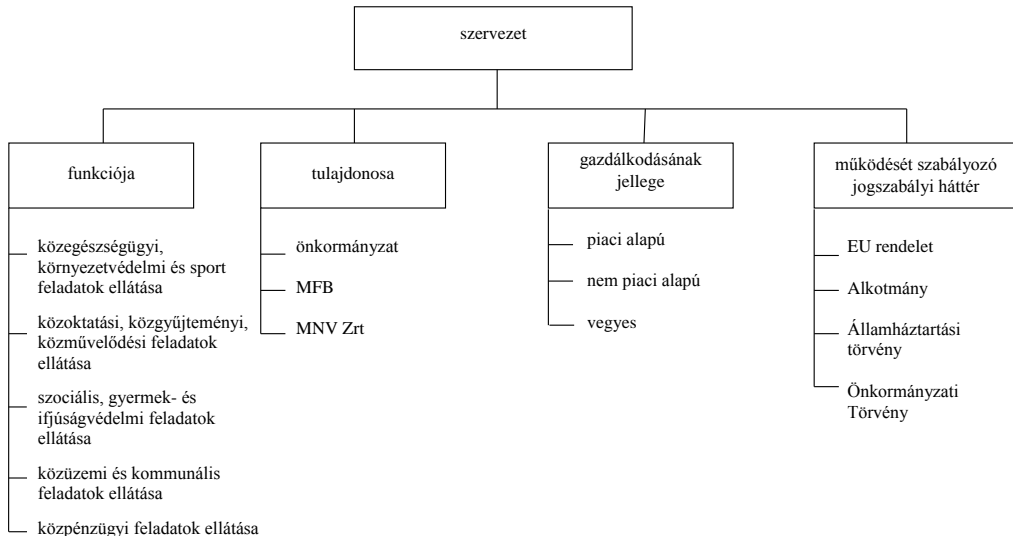 szervezet
funkciója
közegészségügyi,
környezetvédelmi és sport
feladatok ellátása
közoktatási, közgyűjteményi,
közművelődési feladatok
ellátása
szociális, gyermek- és
ifjúságvédelmi feladatok
ellátása
közüzemi és kommunális
feladatok ellátása
közpénzügyi feladatok ellátása
tulajdonosa
önkormányzat
MFB
MNV Zrt
gazdálkodásának
jellege
piaci alapú
nem piaci alapú
vegyes
működését szabályozó
jogszabályi háttér
EU rendelet
Alkotmány
Államháztartási
törvény
Önkormányzati
Törvény